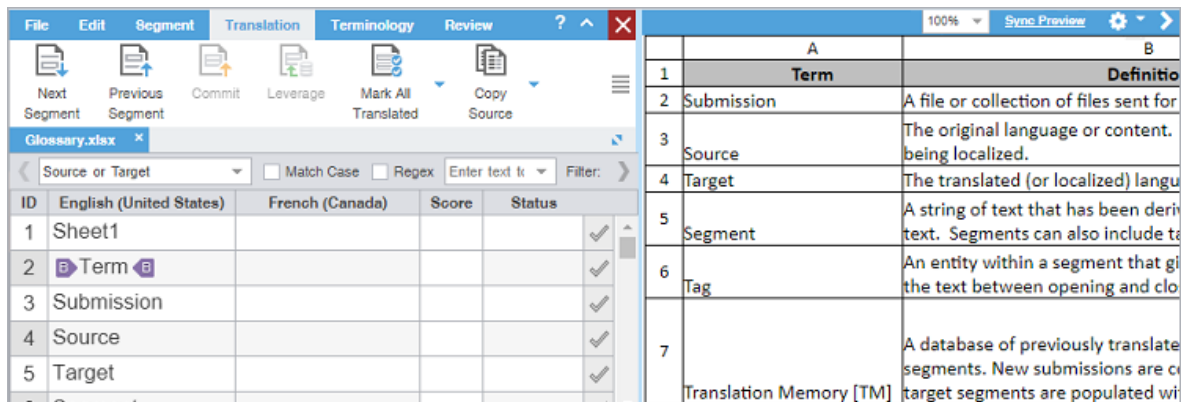 File Edit Segment Translation Terminology Review ?
Next Segment
Previous Segment
Commit
Leverage
Mark All Translated
Copy Source
Glossary.xlsx
Source or Target Match Case Regex Enter text Filter:
ID English (United States) French (Canada) Score Status
1 Sheet1
2 B Term B
3 Submission
4 Source
5 Target
100% Sync Preview
A B
1 Term Definitio
2 Submission A file or collection of files sent for
The original language or content.
3 Source being localized.
4 Target The translated (or localized) langu
A string of text that has been deri
5 Segment text. Segments can also include ta
An entity within a segment that gi
6 Tag the text between opening and clo
A database of previously translate
7 segments. New submissions are c
Translation Memory [TM] target segments are populated wi